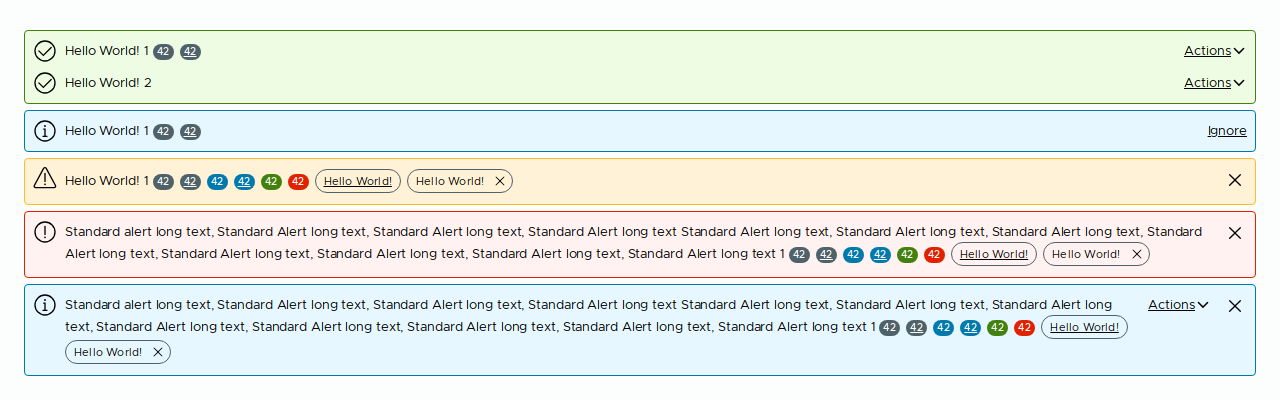 Hello World! 1 42 42 Actions
Hello World! 2 Actions
Hello World! 1 42 42 Ignore
Hello World! 1 42 42 42 42 42 42 Hello World! Hello World!
Standard alert long text, Standard Alert long text, Standard Alert long text, Standard Alert long text Standard Alert long text, Standard Alert long text, Standard Alert long text, Standard
Alert long text, Standard Alert long text, Standard Alert long text, Standard Alert long text, Standard Alert long text 1 42 42 42 42 42 42 Hello World! Hello World!
Standard alert long text, Standard Alert long text, Standard Alert long text, Standard Alert long text Standard Alert long text, Standard Alert long text, Standard Alert long Actions
text, Standard Alert long text, Standard Alert long text, Standard Alert long text, Standard Alert long text, Standard Alert long text 1 42 42 42 42 42 42 Hello World!
Hello World!